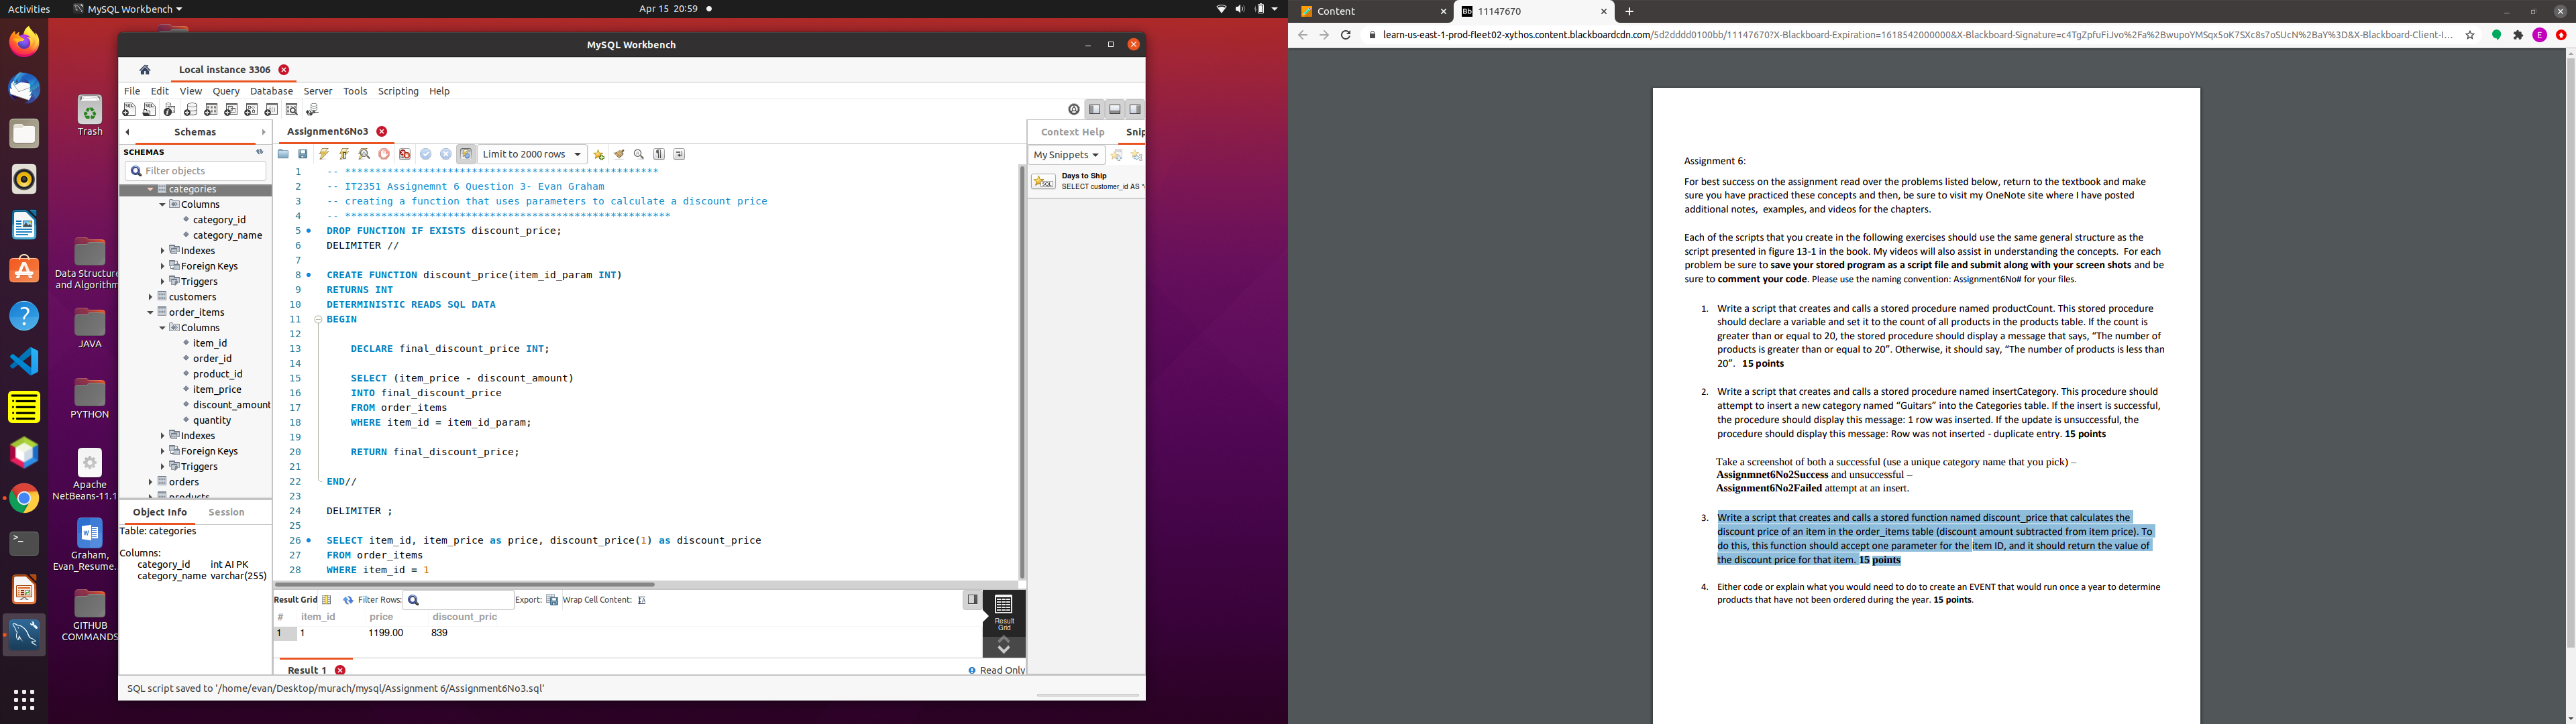 Activities
MySQL Workbench
Apr 15 20:59
MySQL Workbench
Local instance 3306
File Edit View Query Database Server Tools Scripting Help
Schemas
SCHEMAS
Filter objects
categories
Columns
category_id
category_name
Indexes
Foreign Keys
Triggers
customers
order_items
Columns
item_id
order_id
product_id
item_price
discount_amount
quantity
Indexes
Foreign Keys
Triggers
orders
products
Object Info Session
Table: categories
Columns:
category_id int AI PK
category_name varchar(255)
Trash
Data Structure
and Algorithm
JAVA
PYTHON
Apache
NetBeans-11.1
Graham,
Evan_Resume...
GITHUB
COMMANDS
Assignment6No3
Limit to 2000 rows
1 -- ****************************************************
2 -- IT2351 Assignemnt 6 Question 3- Evan Graham
3 -- creating a function that uses parameters to calculate a discount price
4 -- ******************************************************
5 DROP FUNCTION IF EXISTS discount_price;
6 DELIMITER //
7
8 CREATE FUNCTION discount_price(item_id_param INT)
9 RETURNS INT
10 DETERMINISTIC READS SQL DATA
11 BEGIN
12
13 DECLARE final_discount_price INT;
14
15 SELECT (item_price - discount_amount)
16 INTO final_discount_price
17 FROM order_items
18 WHERE item_id = item_id_param;
19
20 RETURN final_discount_price;
21
22 END//
23
24 DELIMITER ;
25
26 SELECT item_id, item_price as price, discount_price(1) as discount_price
27 FROM order_items
28 WHERE item_id = 1
Result Grid Filter Rows: Export: Wrap Cell Content:
# item_id price discount_pric
1 1 1199.00 839
Result
Grid
Result 1
Read Only
Context Help Snip
My Snippets
Days to Ship
SELECT customer_id AS
SQL script saved to '/home/evan/Desktop/murach/mysql/Assignment 6/Assignment6No3.sql'
Content
Bb 11147670
learn-us-east-1-prod-fleet02-xythos.content.blackboardcdn.com/5d2dddd0100bb/11147670?X-Blackboard-Expiration=1618542000000&X-Blackboard-Signature=c4TgZpfuFiJvo%2Fa%2BwupoYMSqx5oK7SXc8s7oSUcN%2BaY%3D&X-Blackboard-Client-I...
E
Assignment 6:
For best success on the assignment read over the problems listed below, return to the textbook and make
sure you have practiced these concepts and then, be sure to visit my OneNote site where I have posted
additional notes, examples, and videos for the chapters.
Each of the scripts that you create in the following exercises should use the same general structure as the
script presented in figure 13-1 in the book. My videos will also assist in understanding the concepts. For each
problem be sure to save your stored program as a script file and submit along with your screen shots and be
sure to comment your code. Please use the naming convention: Assignment6No# for your files.
1. Write a script that creates and calls a stored procedure named productCount. This stored procedure
should declare a variable and set it to the count of all products in the products table. If the count is
greater than or equal to 20, the stored procedure should display a message that says, “The number of
products is greater than or equal to 20”. Otherwise, it should say, “The number of products is less than
20”. 15 points
2. Write a script that creates and calls a stored procedure named insertCategory. This procedure should
attempt to insert a new category named “Guitars” into the Categories table. If the insert is successful,
the procedure should display this message: 1 row was inserted. If the update is unsuccessful, the
procedure should display this message: Row was not inserted - duplicate entry. 15 points
Take a screenshot of both a successful (use a unique category name that you pick) –
Assignmnet6No2Success and unsuccessful –
Assignment6No2Failed attempt at an insert.
3. Write a script that creates and calls a stored function named discount_price that calculates the
discount price of an item in the order_items table (discount amount subtracted from item price). To
do this, this function should accept one parameter for the item ID, and it should return the value of
the discount price for that item. 15 points
4. Either code or explain what you would need to do to create an EVENT that would run once a year to determine
products that have not been ordered during the year. 15 points.